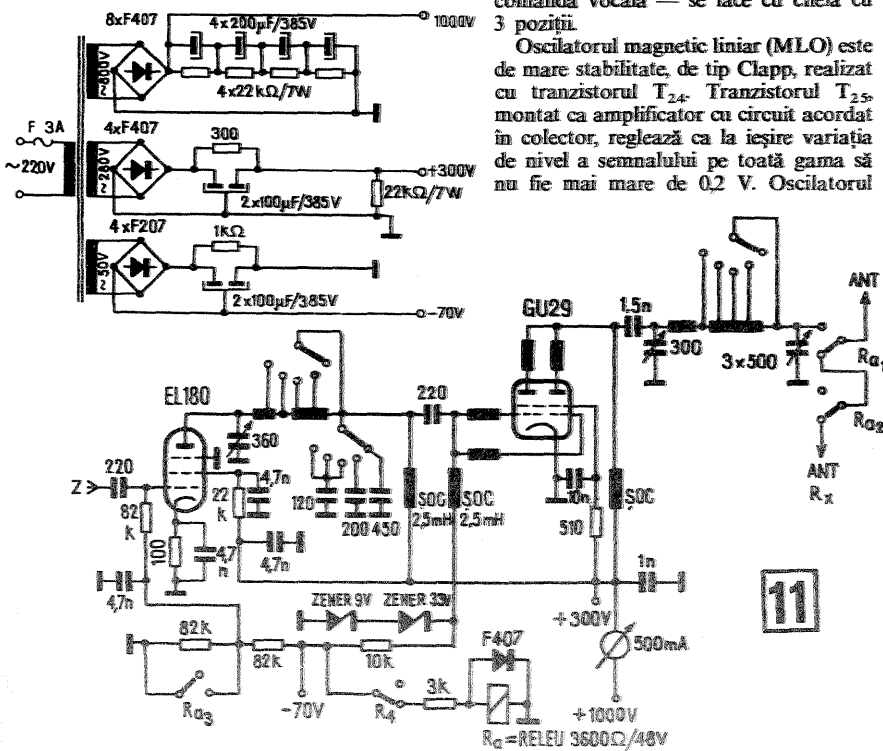 comandă vocală — se face cu cheia cu
3 poziții.
Oscilatorul magnetic liniar (MLO) este
de mare stabilitate, de tip Clapp, realizat
cu tranzistorul T24. Tranzistorul T25,
montat ca amplificator cu circuit acordat
în colector, reglează ca la ieșire variația
de nivel a semnalului pe toată gama să
nu fie mai mare de 0,2 V. Oscilatorul
8xF407
4x200µF/385V
1000V
~800V
4x22kΩ/7W
F 3A
~220V
4xF407
300
~280V
+300V
2x100µF/385V
22kΩ/7W
4xF207
1kΩ
~50V
2x100µF/385V
-70V
GU29
1,5n
300
3x500
ANT
Ra1
Ra2
ANT
Rx
EL180
220
360
Z
220
82
k
22
k
4,7n
120
200
450
ȘOC
2,5mH
ȘOC
2,5mH
10n
510
ȘOC
100
4,7
n
4,7n
4,7n
1n
ZENER 9V
ZENER 33V
+300V
11
82k
82k
10k
F407
500mA
Ra3
-70V
R4
3k
+1000V
Ra=RELEU 3600Ω/48V